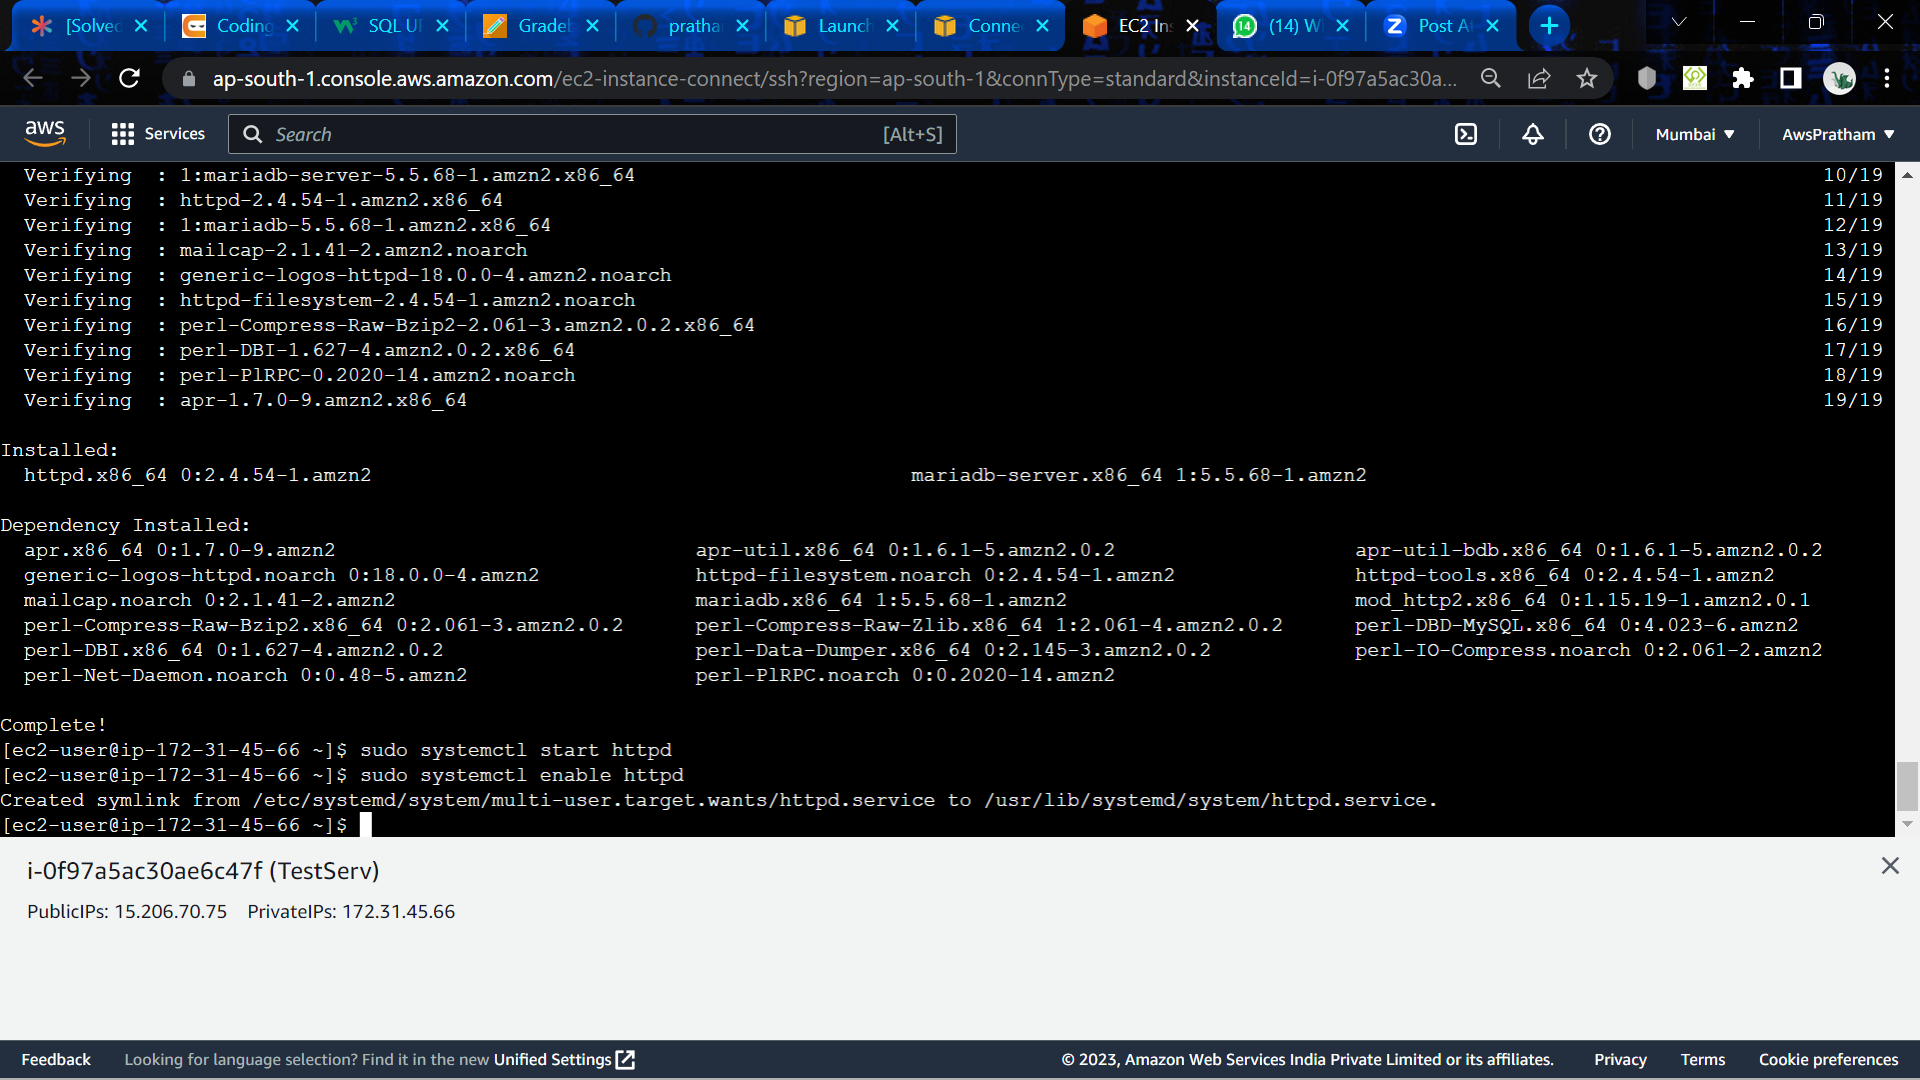 [Solved Coding SQL UI Gradeb pratha Launch Connec EC2 Ins 14 (14) W Post A
ap-south-1.console.aws.amazon.com/ec2-instance-connect/ssh?region=ap-south-1&connType=standard&instanceId=i-0f97a5ac30a...
aws Services Search [Alt+S] Mumbai AwsPratham
Verifying : 1:mariadb-server-5.5.68-1.amzn2.x86_64 10/19
Verifying : httpd-2.4.54-1.amzn2.x86_64 11/19
Verifying : 1:mariadb-5.5.68-1.amzn2.x86_64 12/19
Verifying : mailcap-2.1.41-2.amzn2.noarch 13/19
Verifying : generic-logos-httpd-18.0.0-4.amzn2.noarch 14/19
Verifying : httpd-filesystem-2.4.54-1.amzn2.noarch 15/19
Verifying : perl-Compress-Raw-Bzip2-2.061-3.amzn2.0.2.x86_64 16/19
Verifying : perl-DBI-1.627-4.amzn2.0.2.x86_64 17/19
Verifying : perl-PlRPC-0.2020-14.amzn2.noarch 18/19
Verifying : apr-1.7.0-9.amzn2.x86_64 19/19
Installed:
httpd.x86_64 0:2.4.54-1.amzn2 mariadb-server.x86_64 1:5.5.68-1.amzn2
Dependency Installed:
apr.x86_64 0:1.7.0-9.amzn2 apr-util.x86_64 0:1.6.1-5.amzn2.0.2 apr-util-bdb.x86_64 0:1.6.1-5.amzn2.0.2
generic-logos-httpd.noarch 0:18.0.0-4.amzn2 httpd-filesystem.noarch 0:2.4.54-1.amzn2 httpd-tools.x86_64 0:2.4.54-1.amzn2
mailcap.noarch 0:2.1.41-2.amzn2 mariadb.x86_64 1:5.5.68-1.amzn2 mod_http2.x86_64 0:1.15.19-1.amzn2.0.1
perl-Compress-Raw-Bzip2.x86_64 0:2.061-3.amzn2.0.2 perl-Compress-Raw-Zlib.x86_64 1:2.061-4.amzn2.0.2 perl-DBD-MySQL.x86_64 0:4.023-6.amzn2
perl-DBI.x86_64 0:1.627-4.amzn2.0.2 perl-Data-Dumper.x86_64 0:2.145-3.amzn2.0.2 perl-IO-Compress.noarch 0:2.061-2.amzn2
perl-Net-Daemon.noarch 0:0.48-5.amzn2 perl-PlRPC.noarch 0:0.2020-14.amzn2
Complete!
[ec2-user@ip-172-31-45-66 ~]$ sudo systemctl start httpd
[ec2-user@ip-172-31-45-66 ~]$ sudo systemctl enable httpd
Created symlink from /etc/systemd/system/multi-user.target.wants/httpd.service to /usr/lib/systemd/system/httpd.service.
[ec2-user@ip-172-31-45-66 ~]$
i-0f97a5ac30ae6c47f (TestServ)
PublicIPs: 15.206.70.75 PrivateIPs: 172.31.45.66
Feedback Looking for language selection? Find it in the new Unified Settings © 2023, Amazon Web Services India Private Limited or its affiliates. Privacy Terms Cookie preferences